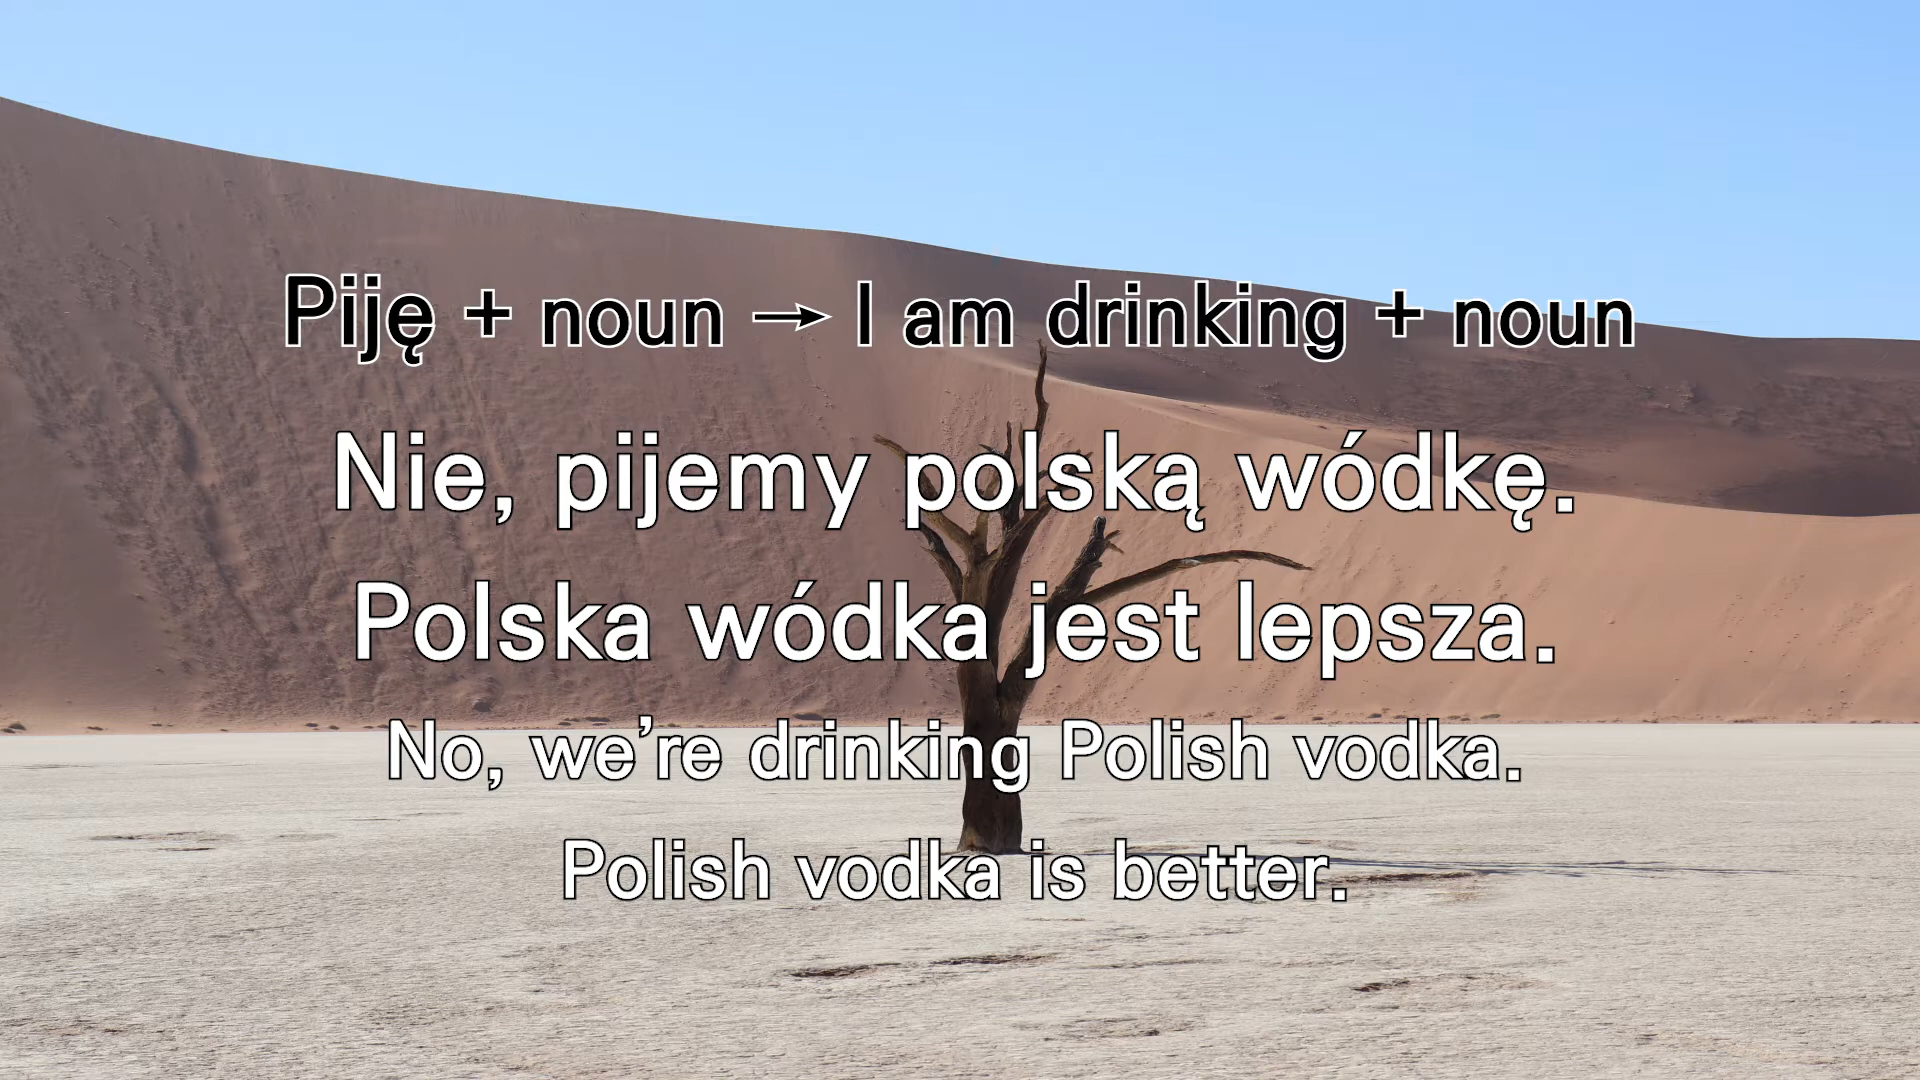 Piję + noun → I am drinking + noun
Nie, pijemy polską wódkę.
Polska wódka jest lepsza.
No, we’re drinking Polish vodka.
Polish vodka is better.